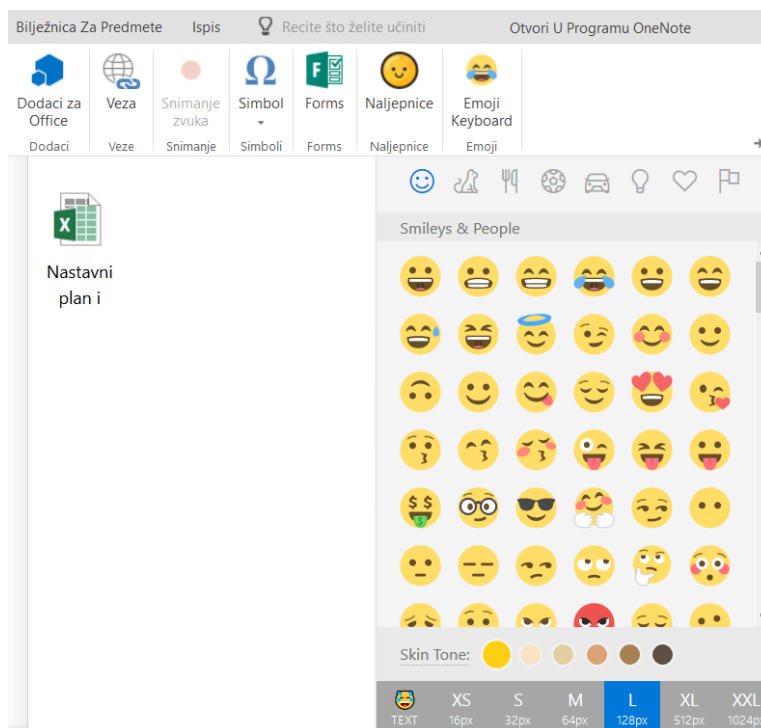 Bilježnica Za Predmete Ispis Recite što želite učiniti Otvori U Programu OneNote
Dodaci za Office
Veza
Snimanje zvuka
Simbol
Forms
Naljepnice
Emoji Keyboard
Dodaci Veze Snimanje Simboli Forms Naljepnice Emoji
Nastavni
plan i
Smileys & People
Skin Tone:
TEXT
XS
16px
S
32px
M
64px
L
128px
XL
512px
XXL
1024px